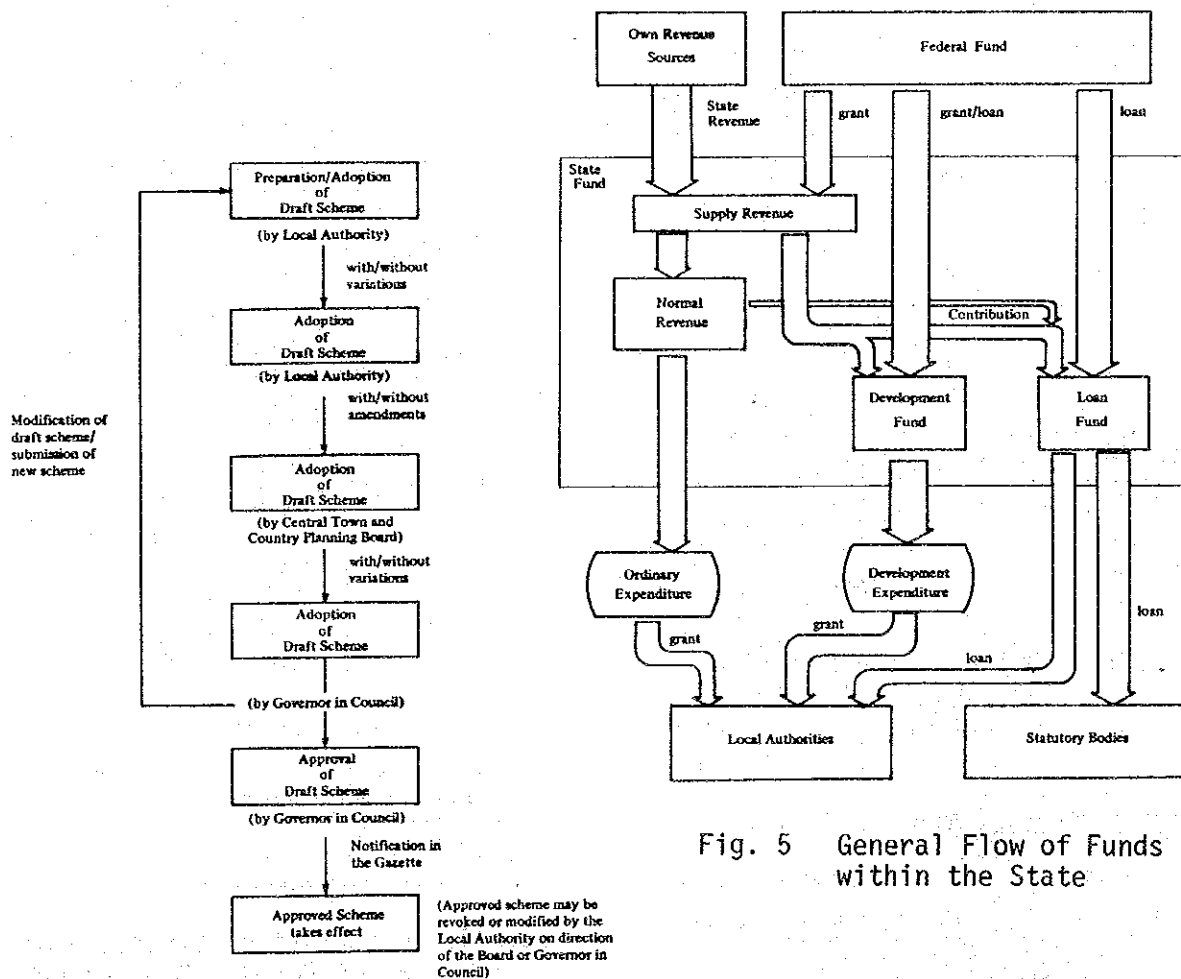 Preparation/Adoption
of
Draft Scheme
(by Local Authority)
with/without
variations
Adoption
of
Draft Scheme
(by Local Authority)
with/without
amendments
Modification of
draft scheme/
submission of
new scheme
Adoption
of
Draft Scheme
(by Central Town and
Country Planning Board)
with/without
variations
Adoption
of
Draft Scheme
(by Governor in Council)
Approval
of
Draft Scheme
(by Governor in Council)
Notification in
the Gazette
Approved Scheme
takes effect
(Approved scheme may be
revoked or modified by the
Local Authority on direction
of the Board or Governor in
Council)
Own Revenue
Sources
Federal Fund
State
Revenue
grant
grant/loan
loan
State
Fund
Supply Revenue
Normal
Revenue
Contribution
Development
Fund
Loan
Fund
Ordinary
Expenditure
Development
Expenditure
grant
grant
loan
loan
Local Authorities
Statutory Bodies
Fig. 5 General Flow of Funds
within the State